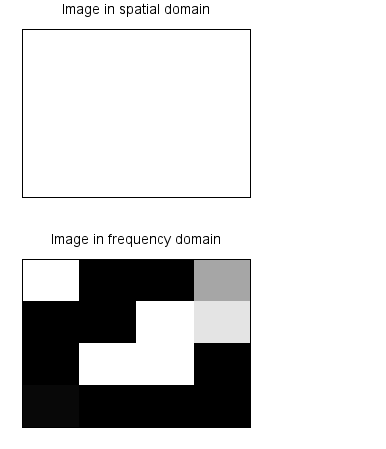 Image in spatial domain
Image in frequency domain